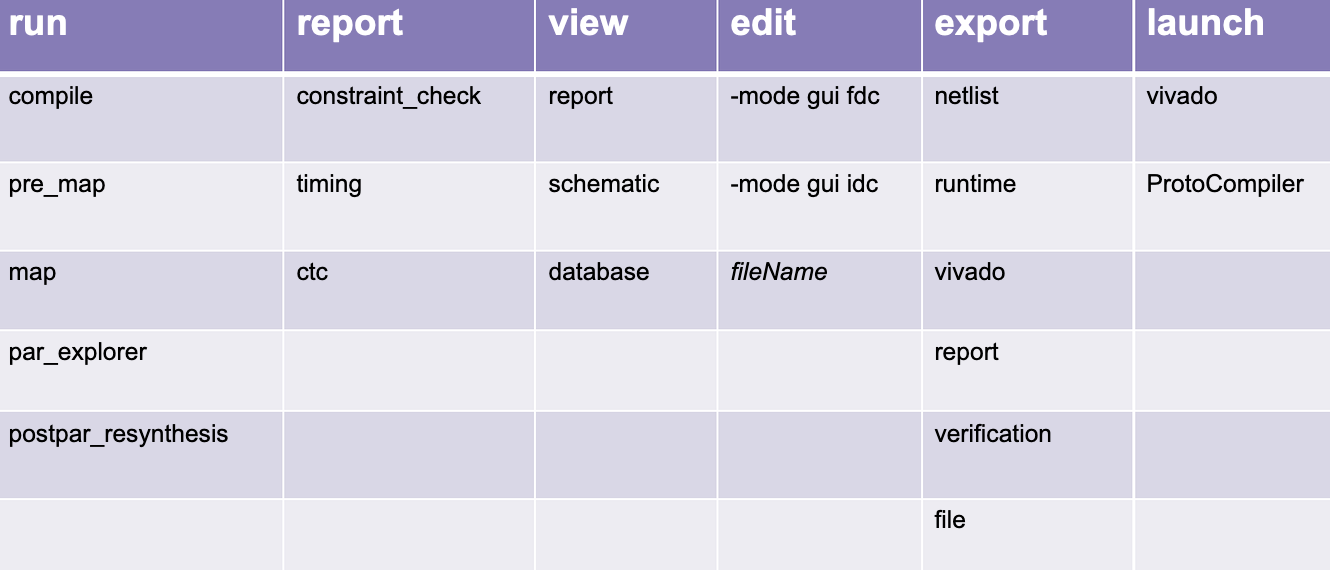 run report view edit export launch
compile constraint_check report -mode gui fdc netlist vivado
pre_map timing schematic -mode gui idc runtime ProtoCompiler
map ctc database fileName vivado
par_explorer report
postpar_resynthesis verification
file